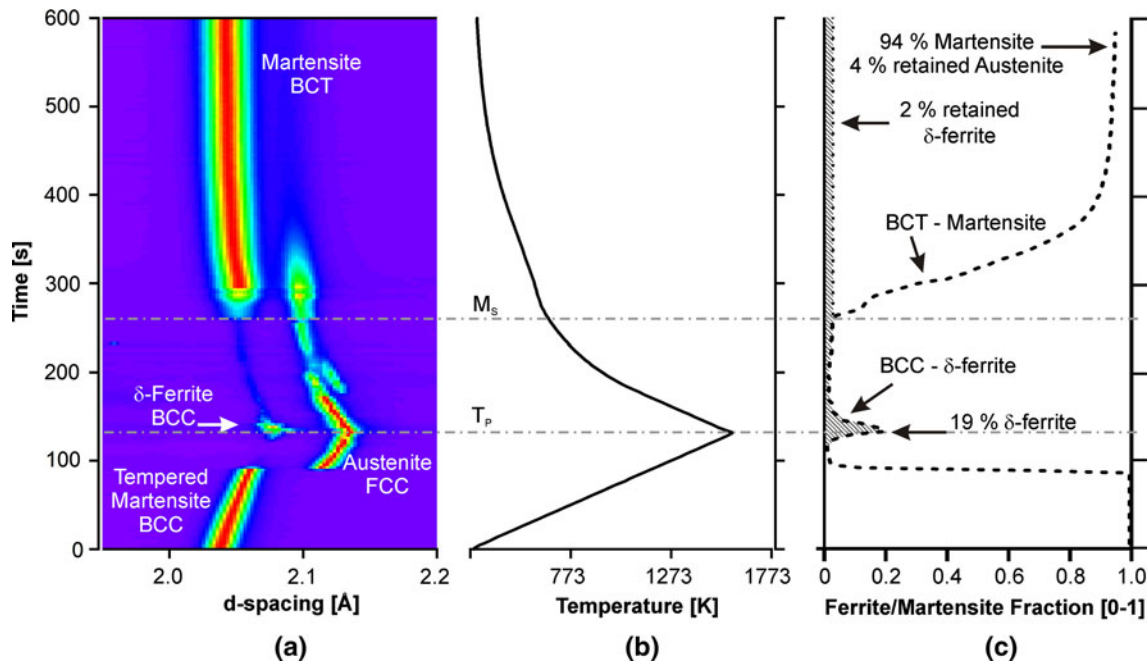 600
500
400
300
200
100
0
Time [s]
Martensite
BCT
δ-Ferrite
BCC
Tempered
Martensite
BCC
Austenite
FCC
2.0
2.1
2.2
d-spacing [Å]
(a)
Ms
TP
773
1273
1773
Temperature [K]
(b)
94 % Martensite
4 % retained Austenite
2 % retained
δ-ferrite
BCT - Martensite
BCC - δ-ferrite
19 % δ-ferrite
0
0.2
0.4
0.6
0.8
1.0
Ferrite/Martensite Fraction [0-1]
(c)